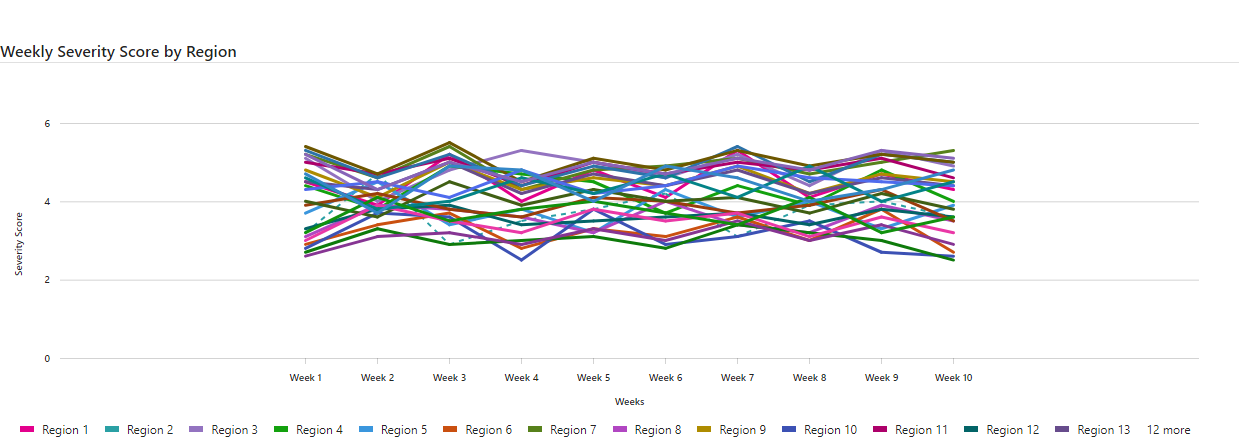 Weekly Severity Score by Region
6
4
2
0
Severity Score
Week 1 Week 2 Week 3 Week 4 Week 5 Week 6 Week 7 Week 8 Week 9 Week 10
Weeks
Region 1 Region 2 Region 3 Region 4 Region 5 Region 6 Region 7 Region 8 Region 9 Region 10 Region 11 Region 12 Region 13 12 more